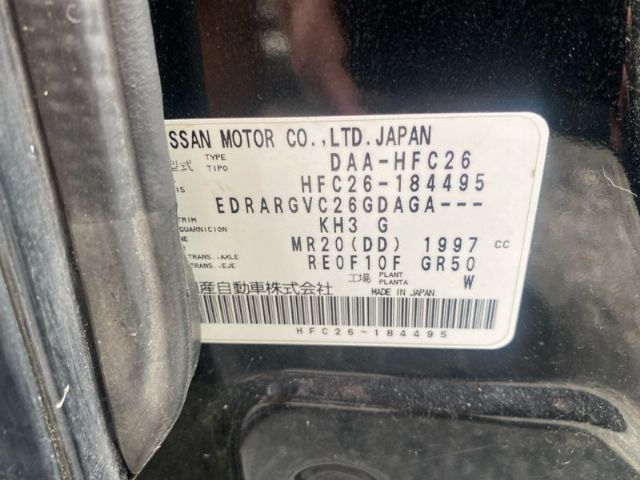 SSAN MOTOR CO.,LTD.JAPAN
型式 TYPE TIPO DAA-HFC26
IS HFC26-184495
EDRARGVC26GDAGA---
TRIM GUARNICION KH3 G
MR20(DD) 1997 CC
TRANS./AXLE TRANS./EJE RE0F10F GR50
工場 PLANT PLANTA W
産自動車株式会社 MADE IN JAPAN
HFC26-184495